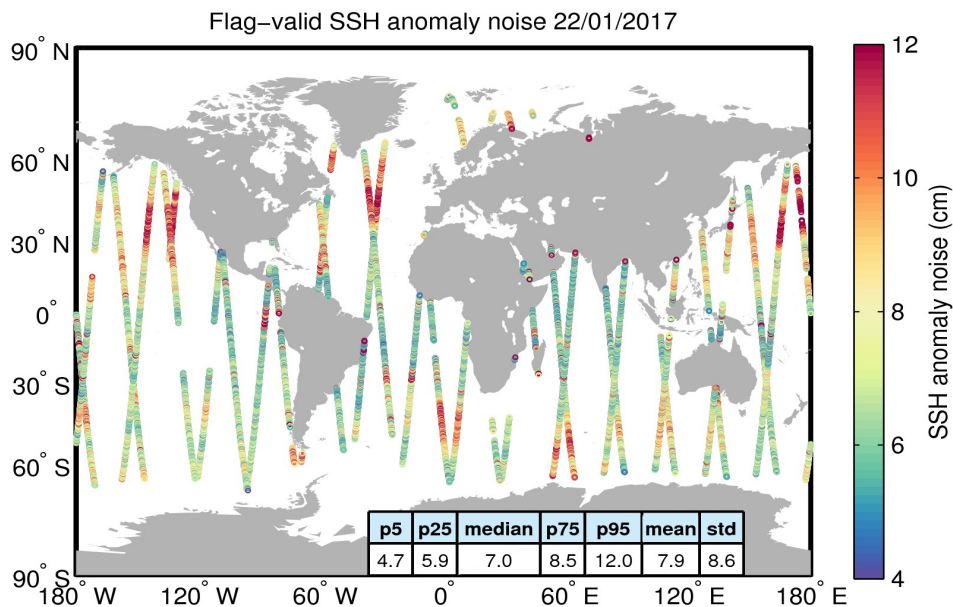 Flag−valid SSH anomaly noise 22/01/2017
90° N
60° N
30° N
0°
30° S
60° S
90° S
180° W
120° W
60° W
0°
60° E
120° E
180° E
p5 p25 median p75 p95 mean std
4.7 5.9 7.0 8.5 12.0 7.9 8.6
12
10
8
6
4
SSH anomaly noise (cm)